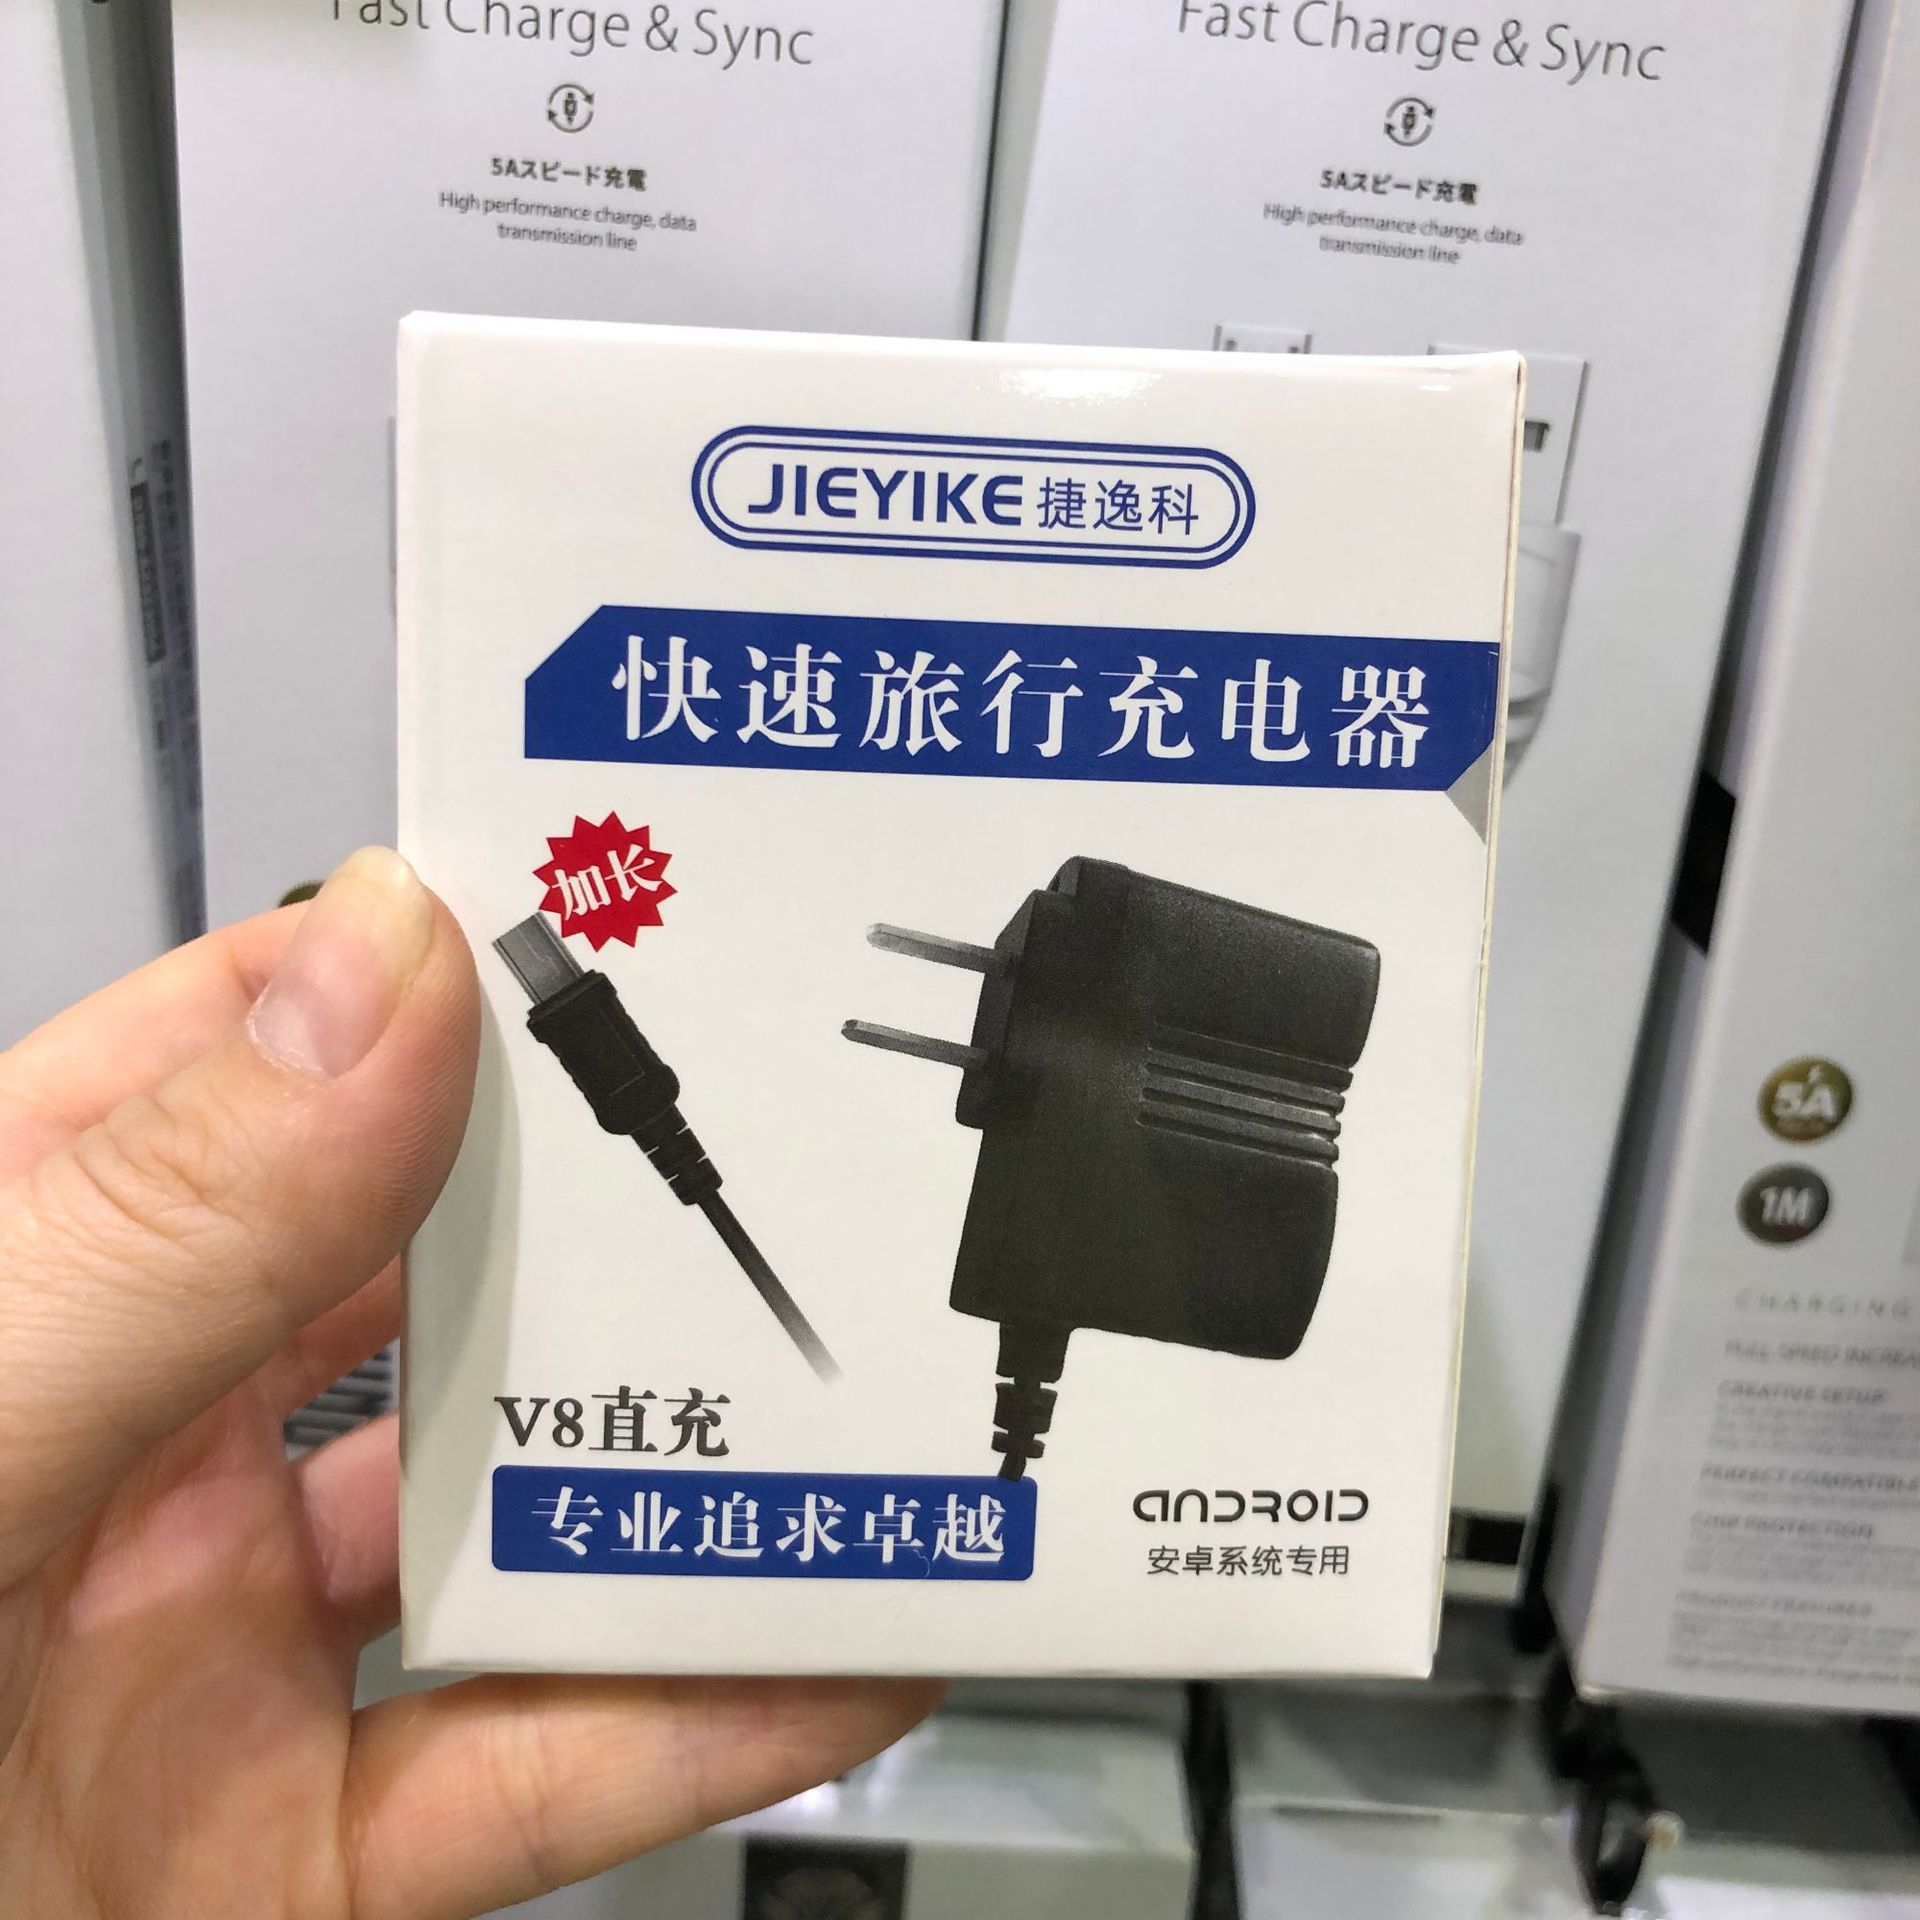 Fast Charge & Sync
5Aスピード充電
High performance charge, data
transmission line
Fast Charge & Sync
5Aスピード充電
High performance charge, data
transmission line
JIEYIKE 捷逸科
快速旅行充电器
加长
V8直充
专业追求卓越
ANDROID
安卓系统专用
5A
1M
CHARGING